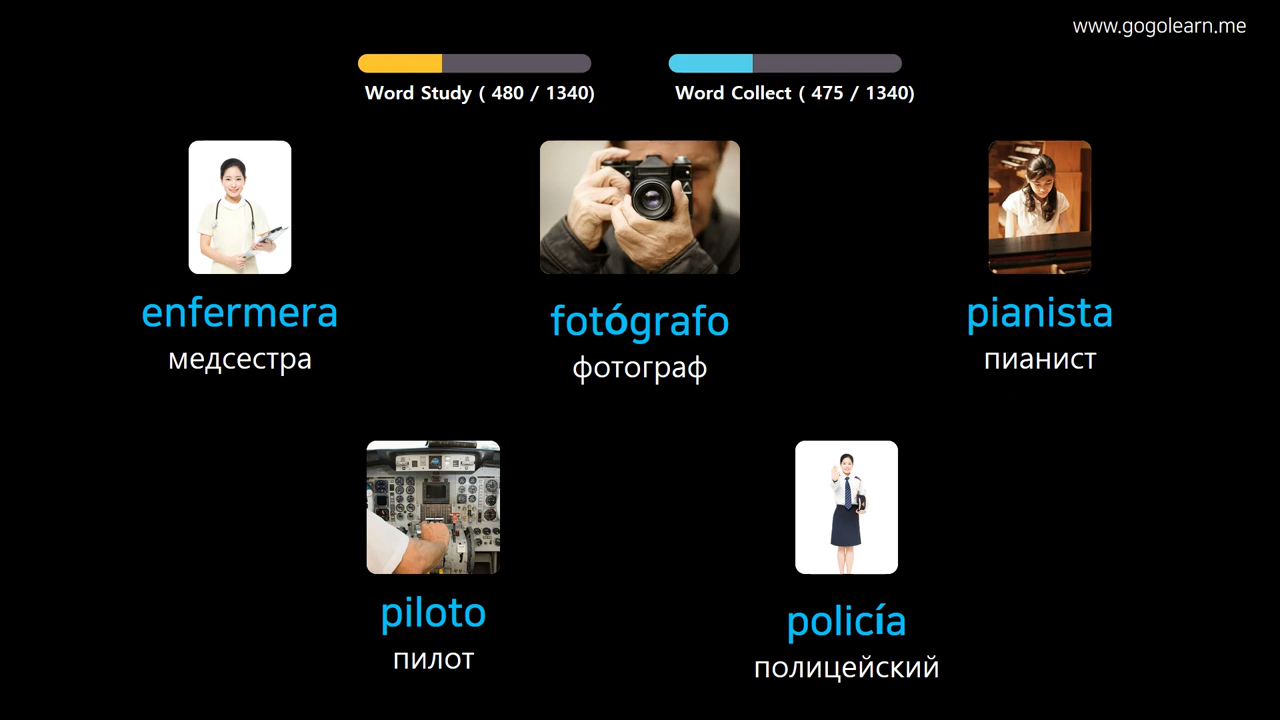 www.gogolearn.me
Word Study ( 480 / 1340)
Word Collect ( 475 / 1340)
enfermera
медсестра
fotógrafo
фотограф
pianista
пианист
piloto
пилот
policía
полицейский